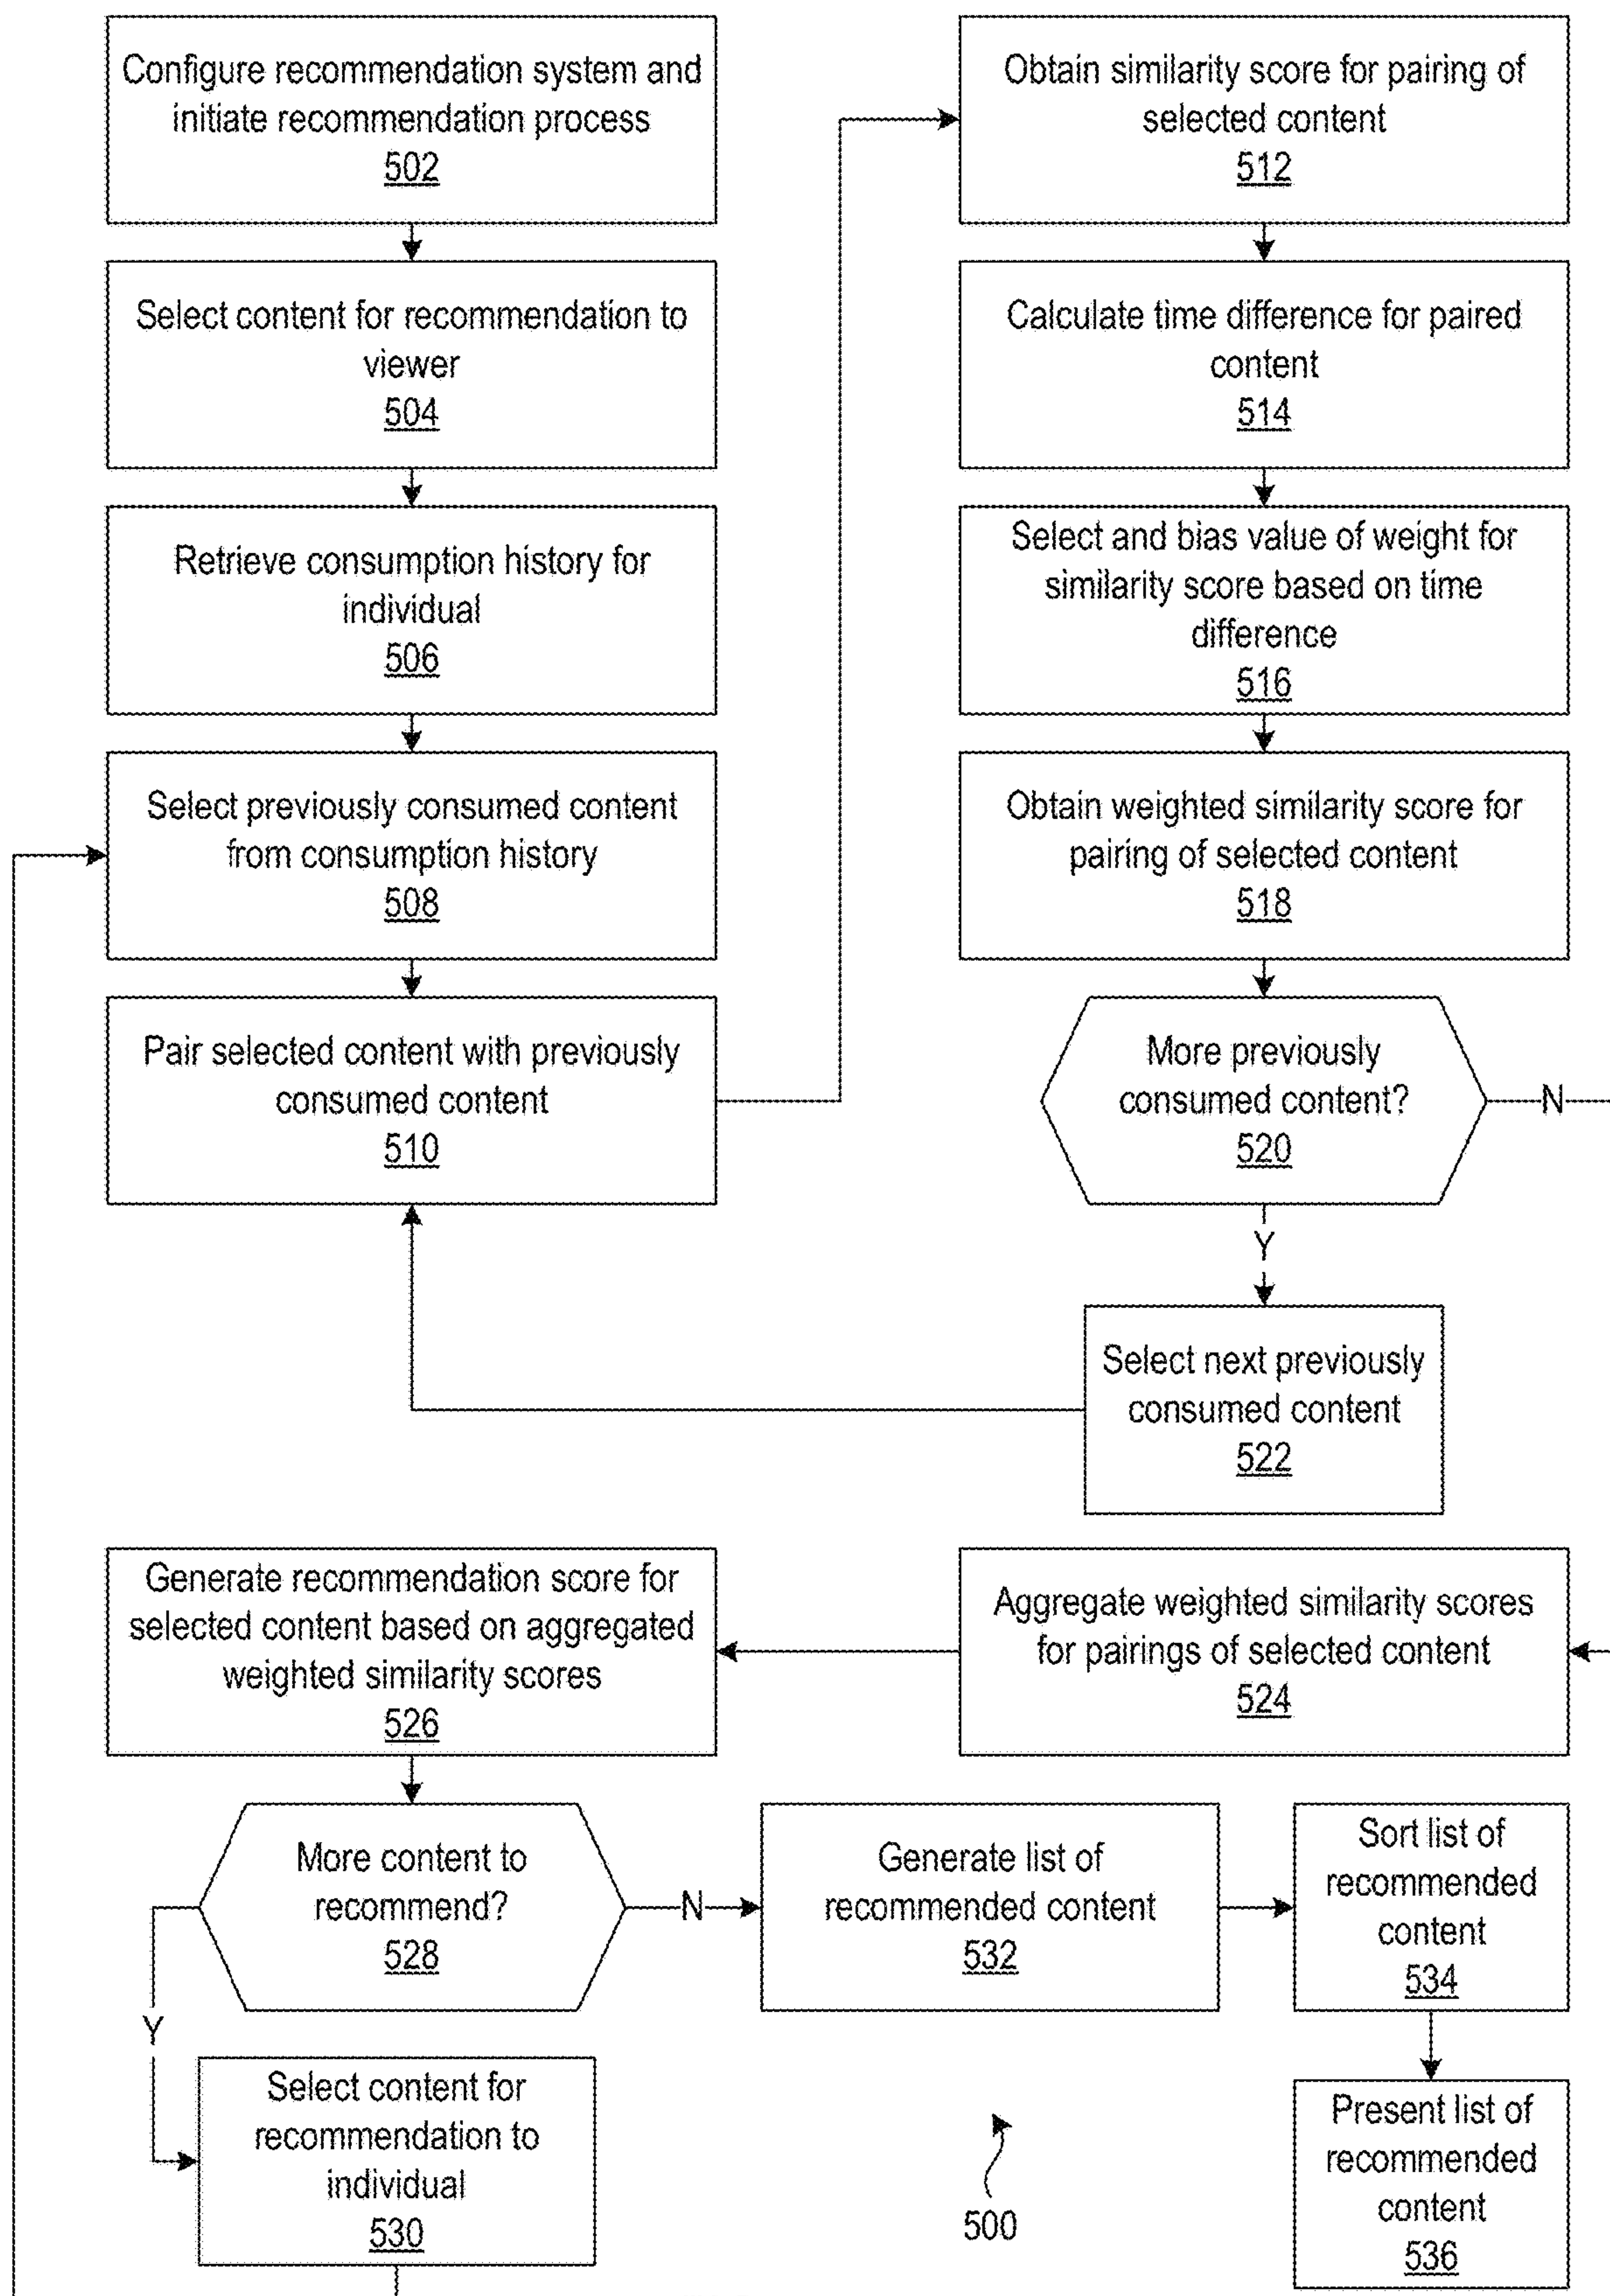 Configure recommendation system and
initiate recommendation process
502
Select content for recommendation to
viewer
504
Retrieve consumption history for
individual
506
Select previously consumed content
from consumption history
508
Pair selected content with previously
consumed content
510
Obtain similarity score for pairing of
selected content
512
Calculate time difference for paired
content
514
Select and bias value of weight for
similarity score based on time
difference
516
Obtain weighted similarity score for
pairing of selected content
518
More previously
consumed content?
520
N
Y
Select next previously
consumed content
522
Aggregate weighted similarity scores
for pairings of selected content
524
Generate recommendation score for
selected content based on aggregated
weighted similarity scores
526
More content to
recommend?
528
N
Y
Select content for
recommendation to
individual
530
Generate list of
recommended content
532
Sort list of
recommended
content
534
Present list of
recommended
content
536
500